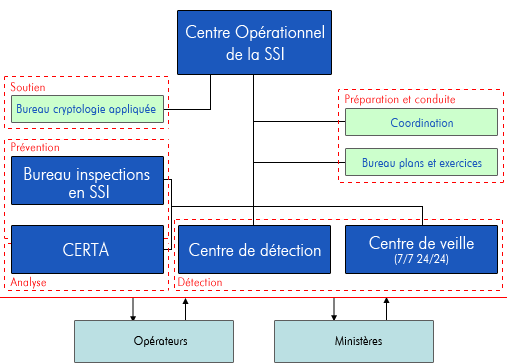 Centre Opérationnel
de la SSI
Soutien
Bureau cryptologie appliquée
Préparation et conduite
Coordination
Bureau plans et exercices
Prévention
Bureau inspections
en SSI
CERTA
Analyse
Centre de détection
Centre de veille
(7/7 24/24)
Détection
Opérateurs
Ministères